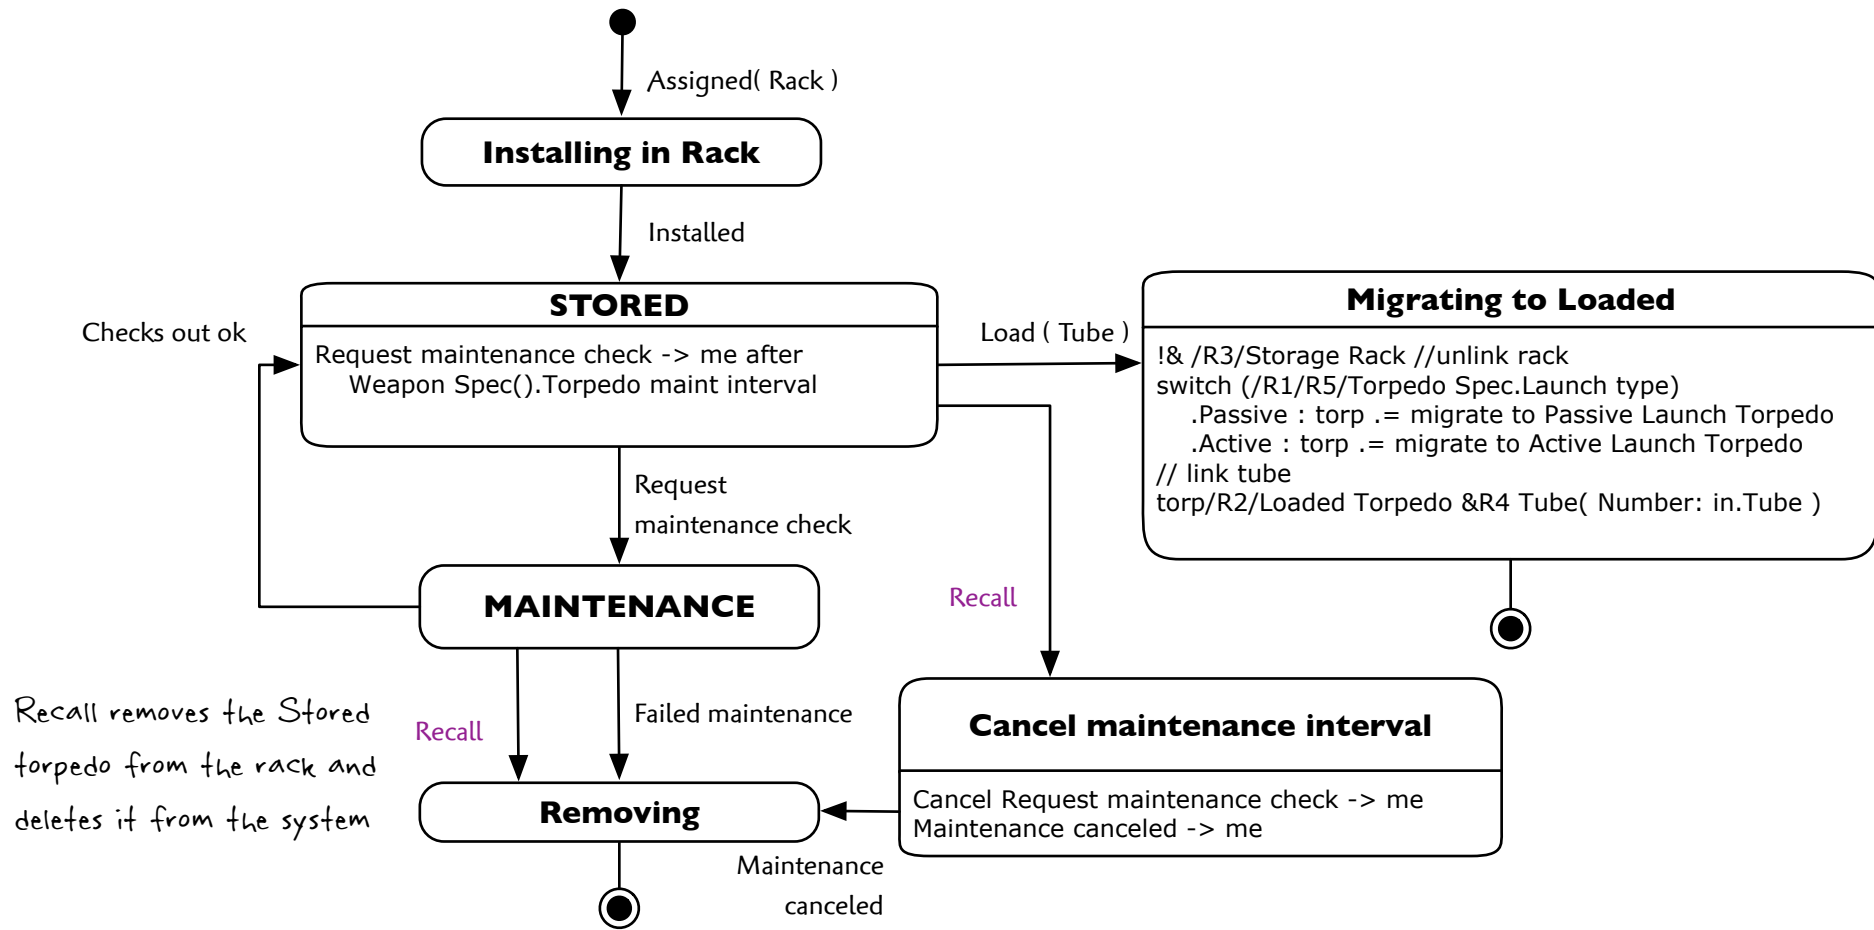 Assigned( Rack )
Installing in Rack
Installed
STORED
Request maintenance check -> me after
Weapon Spec().Torpedo maint interval
Checks out ok
Load ( Tube )
Migrating to Loaded
!& /R3/Storage Rack //unlink rack
switch (/R1/R5/Torpedo Spec.Launch type)
.Passive : torp .= migrate to Passive Launch Torpedo
.Active : torp .= migrate to Active Launch Torpedo
// link tube
torp/R2/Loaded Torpedo &R4 Tube( Number: in.Tube )
Request
maintenance check
MAINTENANCE
Recall
Recall removes the Stored
torpedo from the rack and
deletes it from the system
Recall
Failed maintenance
Cancel maintenance interval
Cancel Request maintenance check -> me
Maintenance canceled -> me
Removing
Maintenance
canceled